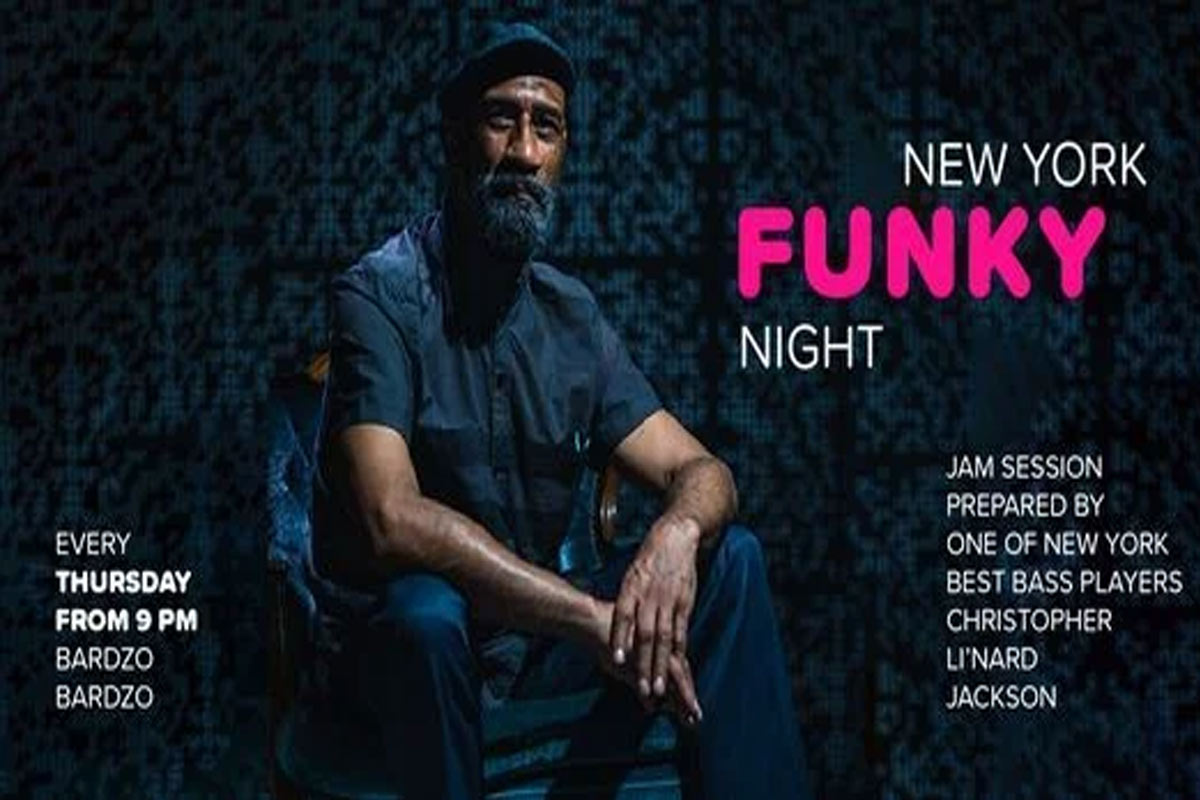 NEW YORK
FUNKY
NIGHT
JAM SESSION
PREPARED BY
ONE OF NEW YORK
BEST BASS PLAYERS
CHRISTOPHER
LI'NARD
JACKSON
EVERY
THURSDAY
FROM 9 PM
BARDZO
BARDZO